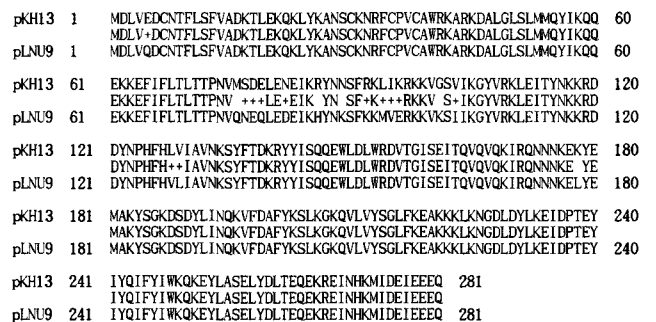 pKH13 1 MDLVEDCNTFLSFVADKTLEKQKLYKANSCKNRFCPVCAWRKARKDALGLSLMMQYIKQQ 60
MDLV+DCNTFLSFVADKTLEKQKLYKANSCKNRFCPVCAWRKARKDALGLSLMMQYIKQQ
pLNU9 1 MDLVQDCNTFLSFVADKTLEKQKLYKANSCKNRFCPVCAWRKARKDALGLSLMMQYIKQQ 60
pKH13 61 EKKEFIFLTLTTPNVMSDELENEIKRYNNSFRKLIKRKKVGSVIKGYVRKLEITYNKKRD 120
EKKEFIFLTLTTPNV +++LE+EIK YN SF+K+++RKKV S+IKGYVRKLEITYNKKRD
pLNU9 61 EKKEFIFLTLTTPNVQNEQLEDEIKHYNKSFKKMVERKKVKSIIKGYVRKLEITYNKKRD 120
pKH13 121 DYNPHFHLVIAVNKSYFTDKRYYISQQEWLDLWRDVTGISEITQVQVQKIRQNNNKEKYE 180
DYNPHFH++IAVNKSYFTDKRYYISQQEWLDLWRDVTGISEITQVQVQKIRQNNNKE YE
pLNU9 121 DYNPHFHVLIAVNKSYFTDKRYYISQQEWLDLWRDVTGISEITQVQVQKIRQNNNKELYE 180
pKH13 181 MAKYSGKDSDYLINQKVFDAFYKSLKGKQVLVYSGLFKEAKKKLKNGDLDYLKEIDPTEY 240
MAKYSGKDSDYLINQKVFDAFYKSLKGKQVLVYSGLFKEAKKKLKNGDLDYLKEIDPTEY
pLNU9 181 MAKYSGKDSDYLINQKVFDAFYKSLKGKQVLVYSGLFKEAKKKLKNGDLDYLKEIDPTEY 240
pKH13 241 IYQIFYIWKQKEYLASELYDLTEQEKREINHKMIDEIEEEQ 281
IYQIFYIWKQKEYLASELYDLTEQEKREINHKMIDEIEEEQ
pLNU9 241 IYQIFYIWKQKEYLASELYDLTEQEKREINHKMIDEIEEEQ 281